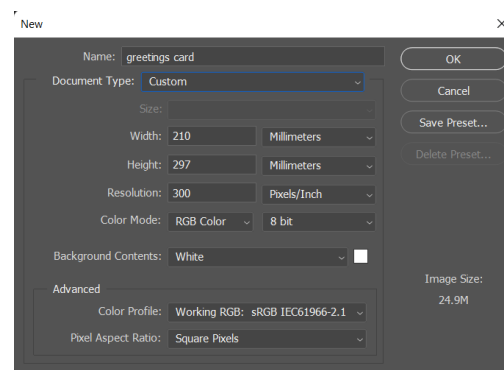 New
Name: greetings card
OK
Document Type: Custom
Cancel
Size:
Save Preset...
Width: 210 Millimeters
Delete Preset...
Height: 297 Millimeters
Resolution: 300 Pixels/Inch
Color Mode: RGB Color 8 bit
Background Contents: White
Image Size:
24.9M
Advanced
Color Profile: Working RGB: sRGB IEC61966-2.1
Pixel Aspect Ratio: Square Pixels